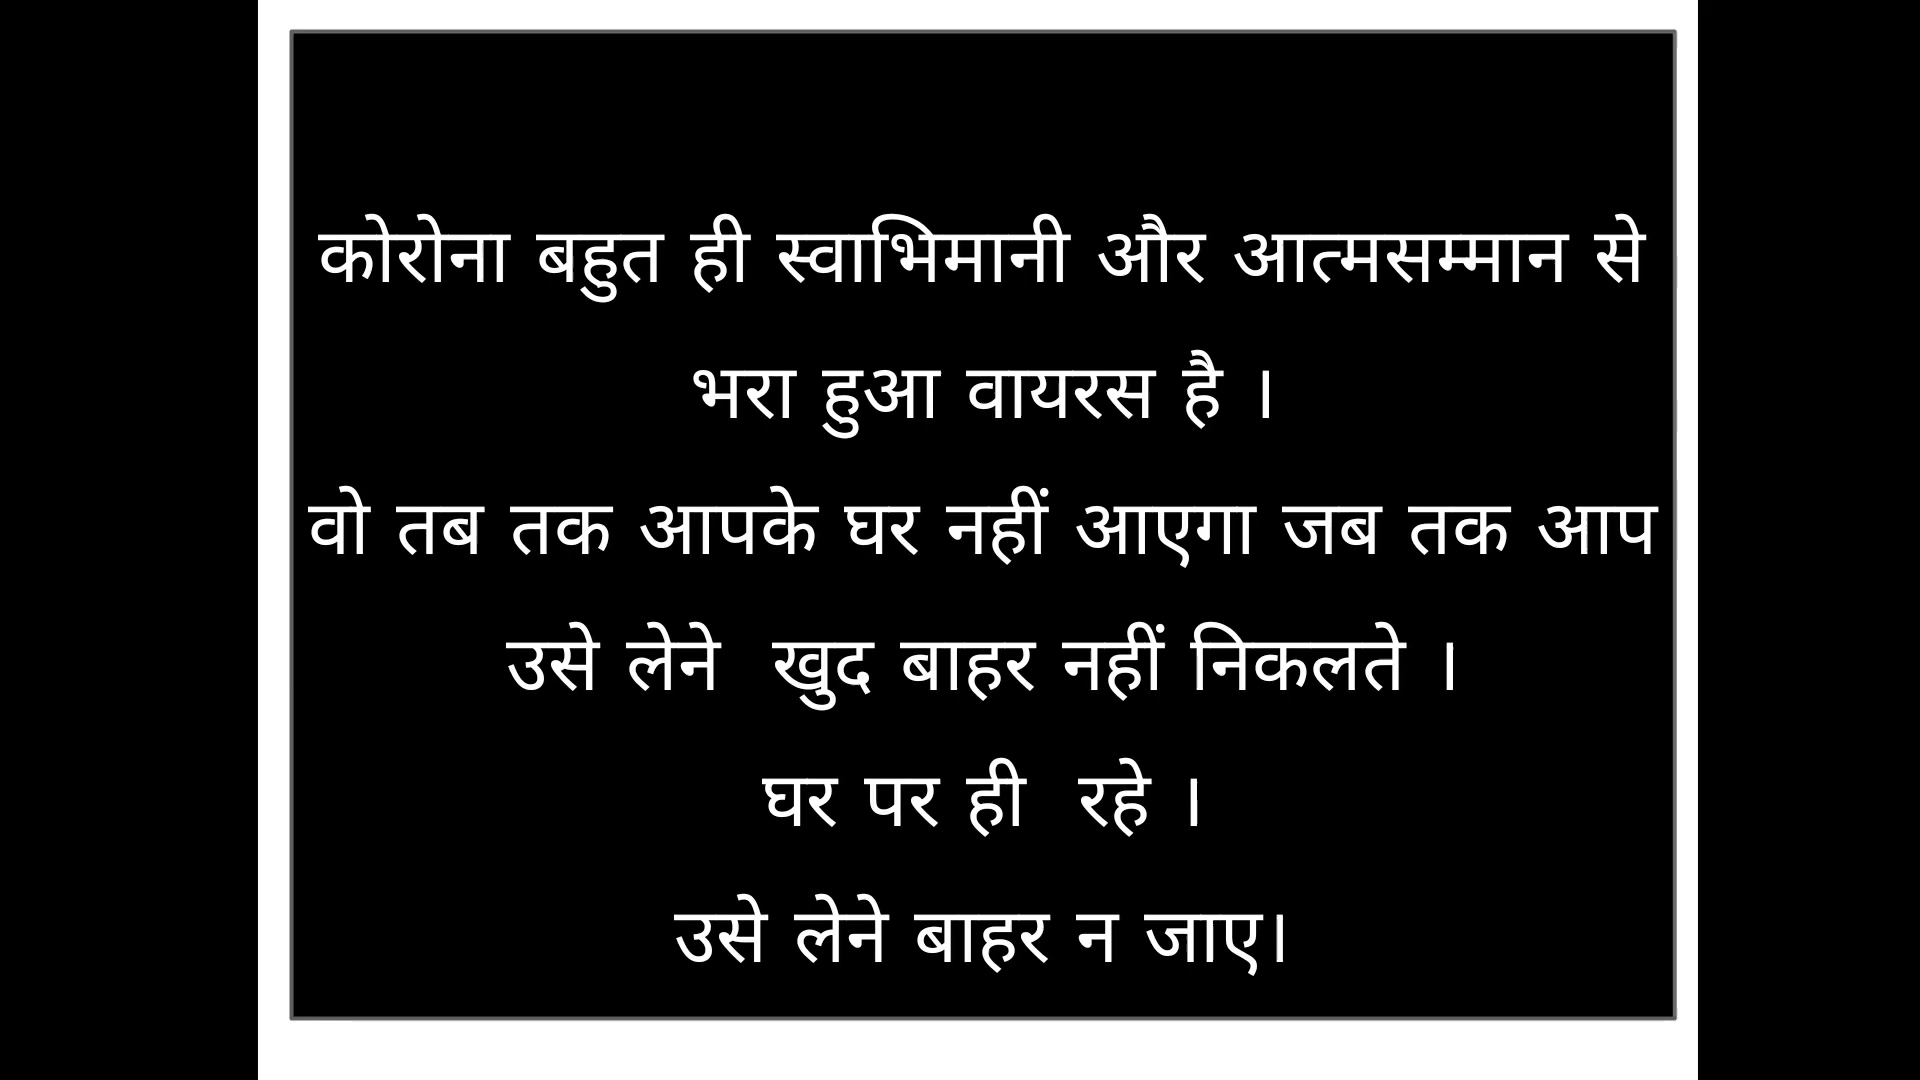 कोरोना बहुत ही स्वाभिमानी और आत्मसम्मान से
भरा हुआ वायरस है ।
वो तब तक आपके घर नहीं आएगा जब तक आप
उसे लेने  खुद बाहर नहीं निकलते ।
घर पर ही  रहे ।
उसे लेने बाहर न जाए।